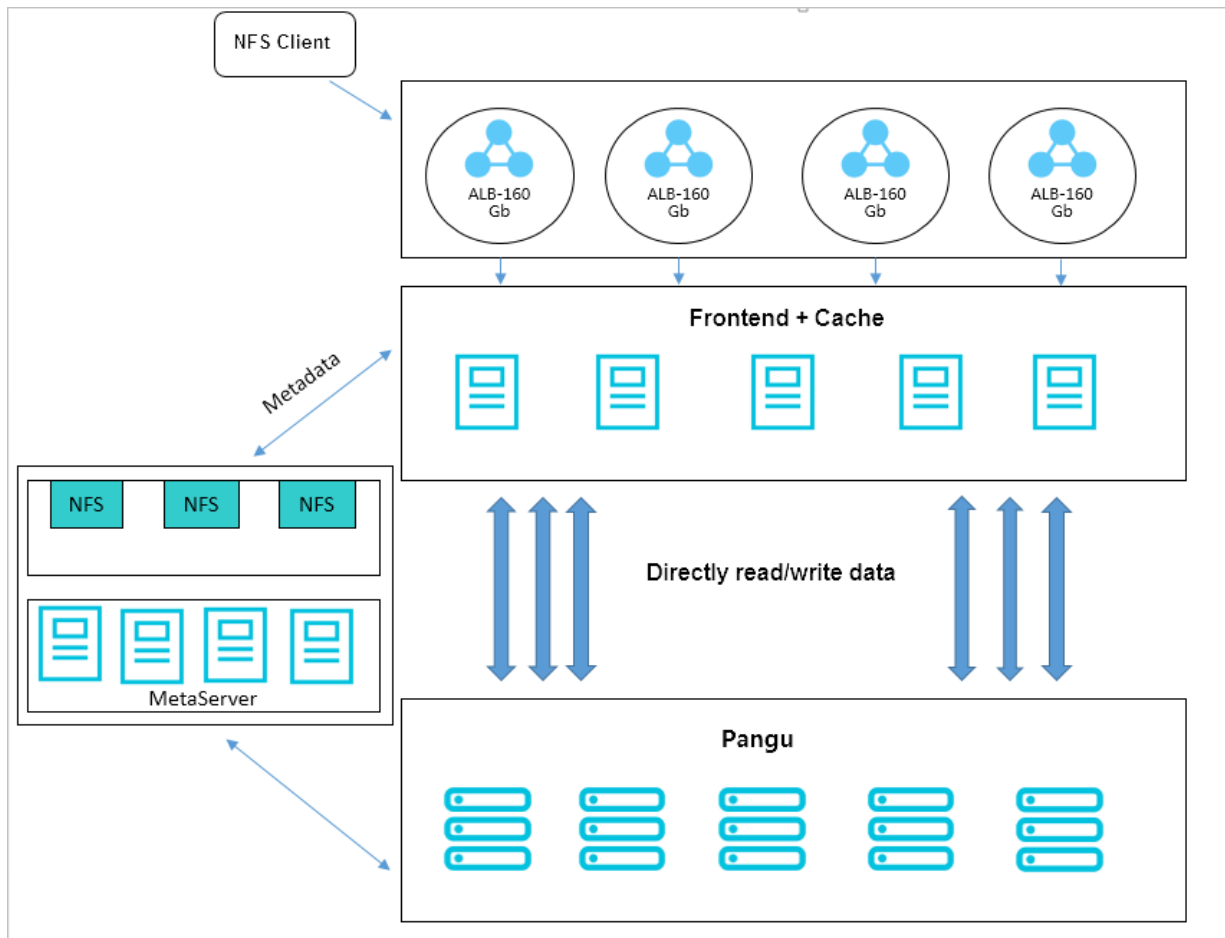 NFS Client
ALB-160
Gb
ALB-160
Gb
ALB-160
Gb
ALB-160
Gb
Frontend + Cache
Metadata
NFS
NFS
NFS
Directly read/write data
MetaServer
Pangu